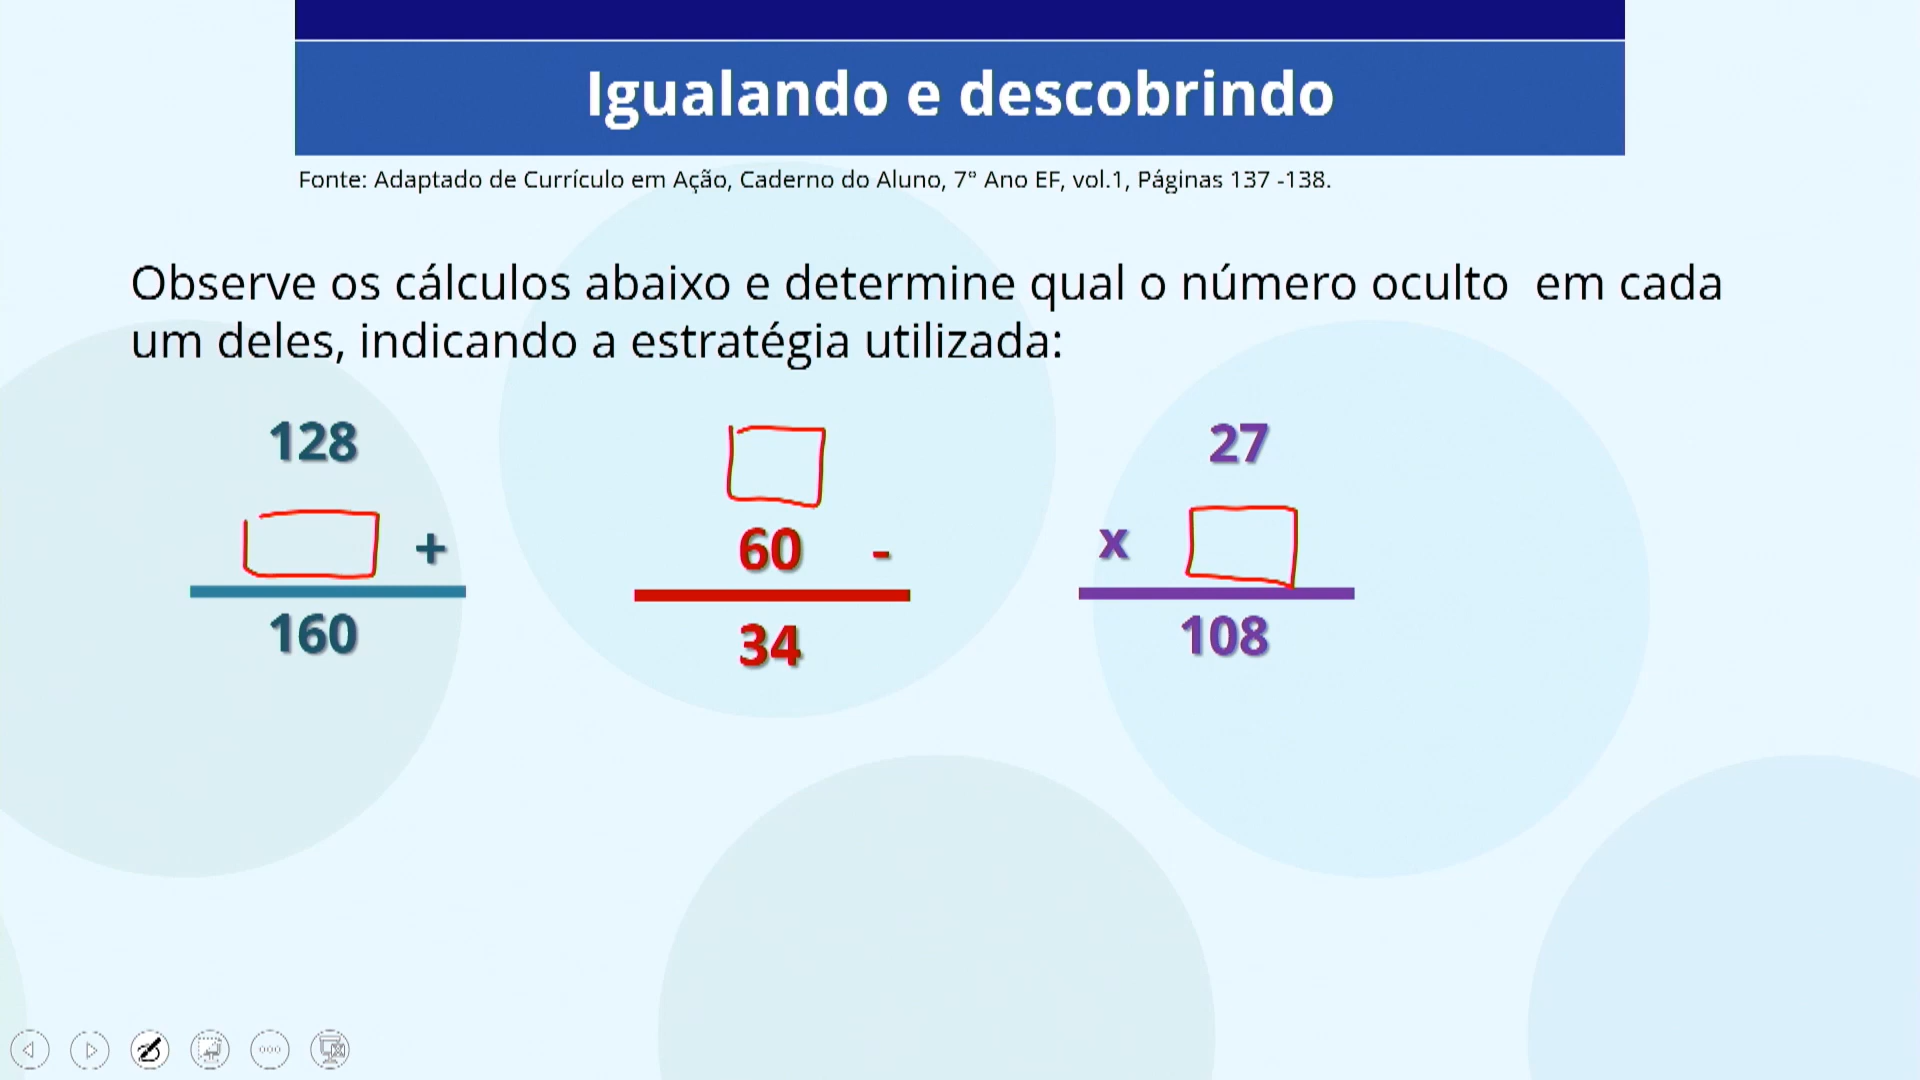 Igualando e descobrindo
Fonte: Adaptado de Currículo em Ação, Caderno do Aluno, 7° Ano EF, vol.1, Páginas 137 -138.
Observe os cálculos abaixo e determine qual o número oculto em cada
um deles, indicando a estratégia utilizada:
128
+
160
60 -
34
27
x
108